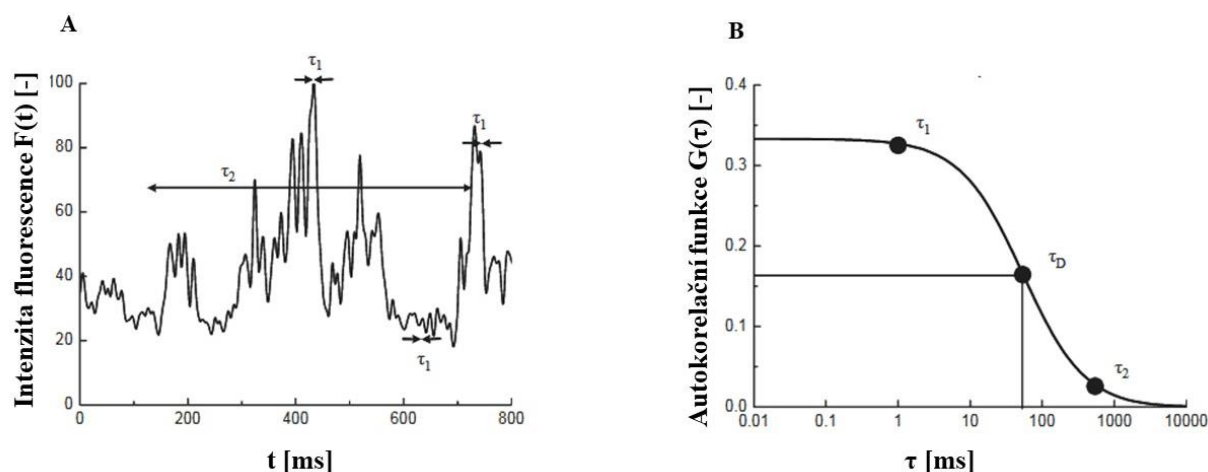 A
Intenzita fluorescence F(t) [-]
100
80
60
40
20
0
0 200 400 600 800
t [ms]
τ1
τ1
τ2
τ1
B
Autokorelační funkce G(τ) [-]
0.4
0.3
0.2
0.1
0.0
0.01 0.1 1 10 100 1000 10000
τ [ms]
τ1
τD
τ2